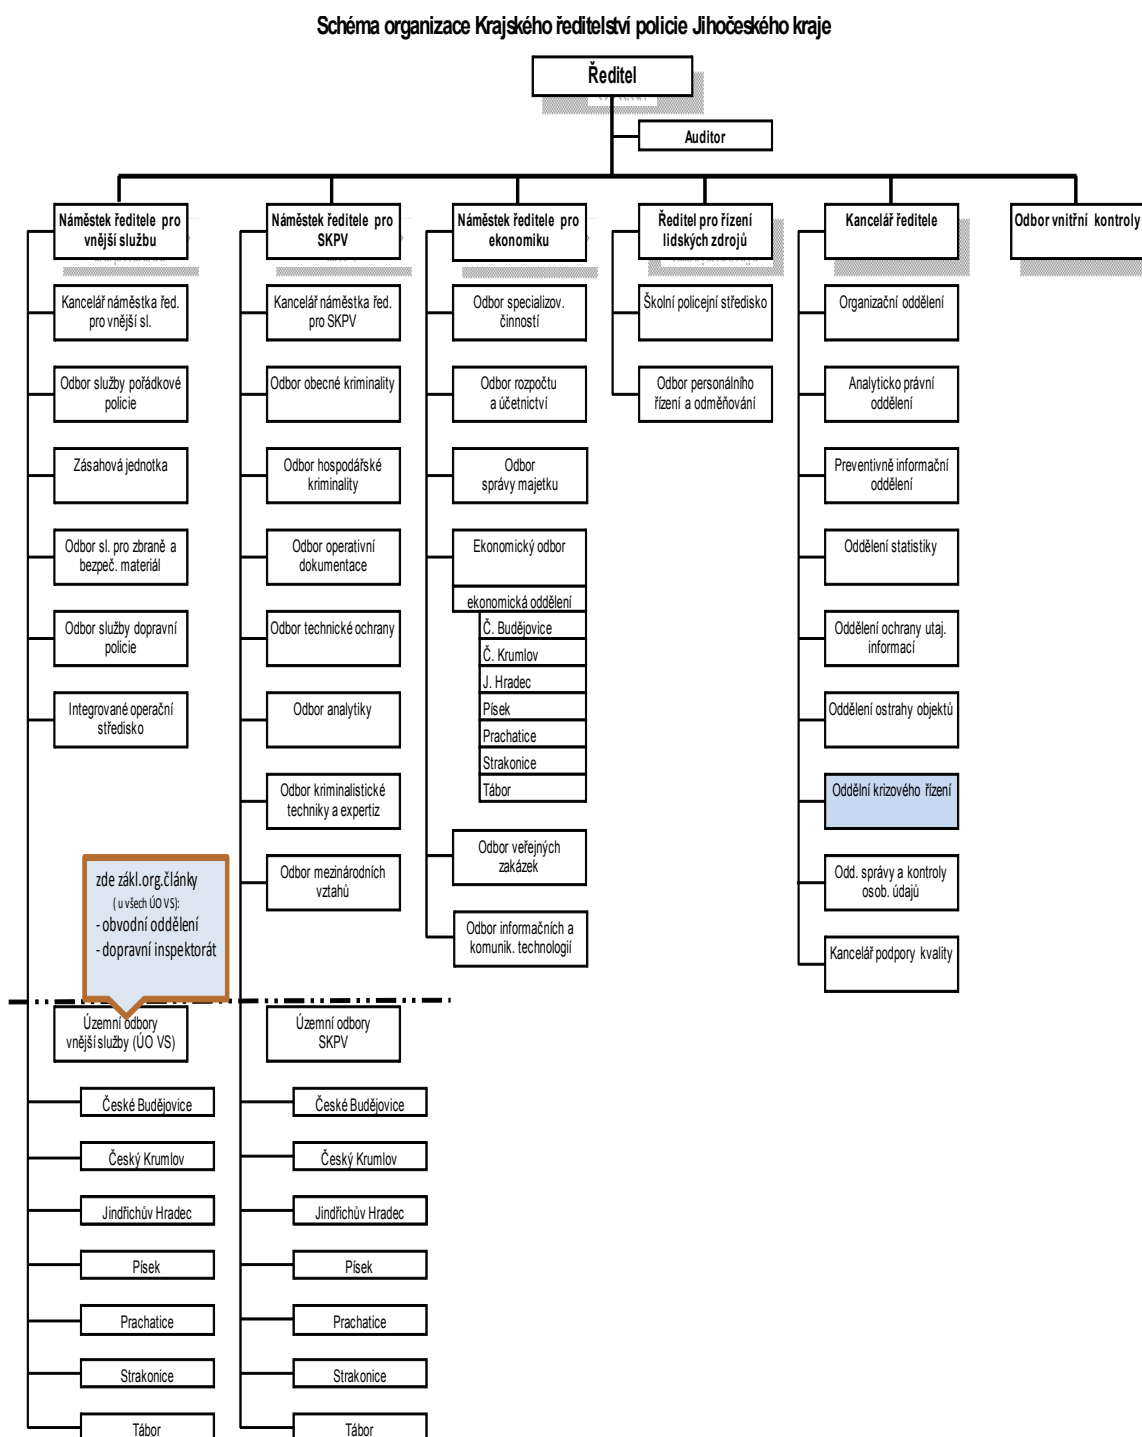 Schéma organizace Krajského ředitelství policie Jihočeského kraje
Ředitel
Auditor
Náměstek ředitele pro
vnější službu
Kancelář náměstka řed.
pro vnější sl.
Odbor služby pořádkové
policie
Zásahová jednotka
Odbor sl. pro zbraně a
bezpeč. materiál
Odbor služby dopravní
policie
Integrované operační
středisko
zde zákl.org.články
( u všech ÚO VS):
- obvodní oddělení
- dopravní inspektorát
Územní odbory
vnější služby (ÚO VS)
České Budějovice
Český Krumlov
Jindřichův Hradec
Písek
Prachatice
Strakonice
Tábor
Náměstek ředitele pro
SKPV
Kancelář náměstka řed.
pro SKPV
Odbor obecné kriminality
Odbor hospodářské
kriminality
Odbor operativní
dokumentace
Odbor technické ochrany
Odbor analytiky
Odbor kriminalistické
techniky a expertiz
Odbor mezinárodních
vztahů
Územní odbory
SKPV
České Budějovice
Český Krumlov
Jindřichův Hradec
Písek
Prachatice
Strakonice
Tábor
Náměstek ředitele pro
ekonomiku
Odbor specializov.
činností
Odbor rozpočtu
a účetnictví
Odbor
správy majetku
Ekonomický odbor
ekonomická oddělení
Č. Budějovice
Č. Krumlov
J. Hradec
Písek
Prachatice
Strakonice
Tábor
Odbor veřejných
zakázek
Odbor informačních a
komunik. technologií
Ředitel pro řízení
lidských zdrojů
Školní policejní středisko
Odbor personálního
řízení a odměňování
Kancelář ředitele
Organizační oddělení
Analyticko právní
oddělení
Preventivně informační
oddělení
Oddělení statistiky
Oddělení ochrany utaj.
informací
Oddělení ostrahy objektů
Oddělní krizového řízení
Odd. správy a kontroly
osob. údajů
Kancelář podpory kvality
Odbor vnitřní kontroly